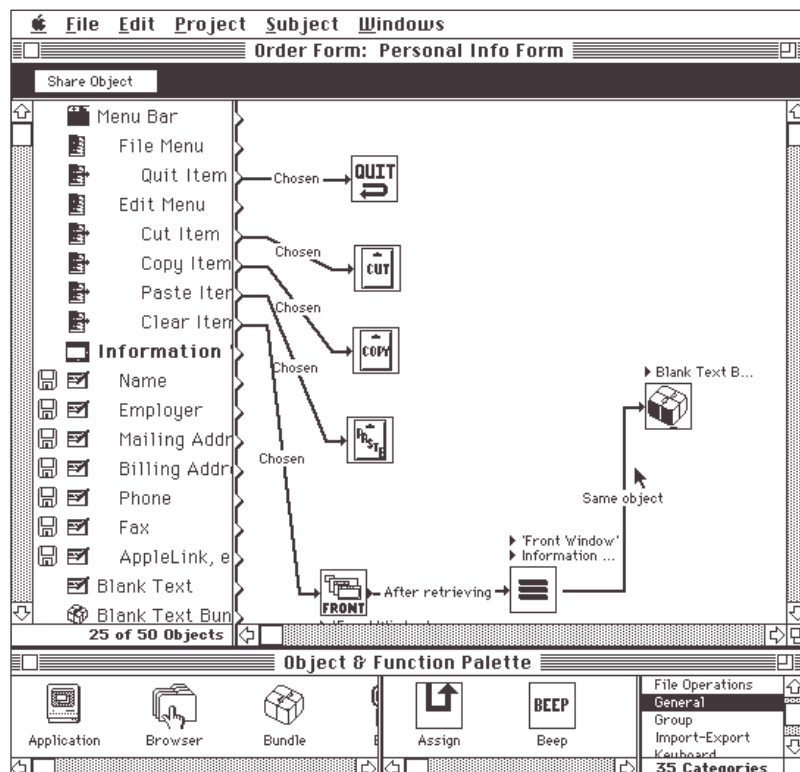 File Edit Project Subject Windows
Order Form: Personal Info Form
Share Object
Menu Bar
File Menu
Quit Item
Edit Menu
Cut Item
Copy Item
Paste Iter
Clear Item
Information
Name
Employer
Mailing Addr
Billing Addr
Phone
Fax
AppleLink, e
Blank Text
Blank Text Bun
25 of 50 Objects
Chosen
QUIT
Chosen
CUT
Chosen
COPY
Chosen
PASTE
Chosen
FRONT
After retrieving
'Front Window'
Information ...
Same object
Blank Text B...
Object & Function Palette
Application
Browser
Bundle
Assign
BEEP
Beep
File Operations
General
Group
Import-Export
Keyboard
35 Categories